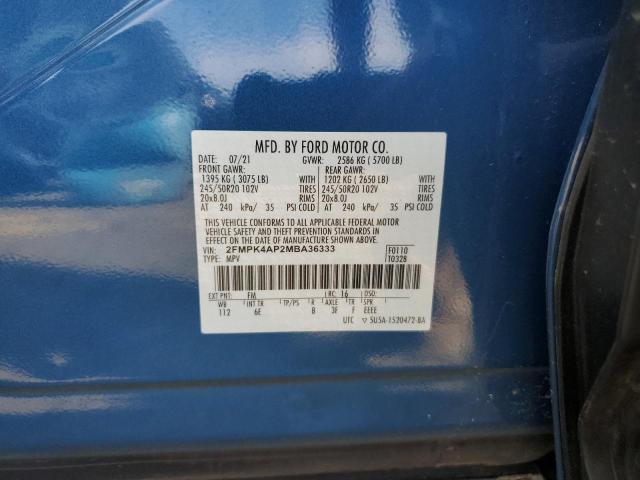 MFD. BY FORD MOTOR CO.
DATE: 07/21 GVWR: 2586 KG ( 5700 LB)
FRONT GAWR: REAR GAWR:
1395 KG ( 3075 LB) WITH 1202 KG ( 2650 LB) WITH
245/50R20 102V TIRES 245/50R20 102V TIRES
20x8.0J RIMS 20x8.0J RIMS
AT 240 kPa/ 35 PSI COLD AT 240 kPa/ 35 PSI COLD
THIS VEHICLE CONFORMS TO ALL APPLICABLE FEDERAL MOTOR
VEHICLE SAFETY AND THEFT PREVENTION STANDARDS IN
EFFECT ON THE DATE OF MANUFACTURE SHOWN ABOVE.
VIN: 2FMPK4AP2MBA36333 F0110
TYPE: MPV T0328
EXT PNT: FM RC: 16
WB INT TR TP/PS R AXLE TR SPR
112 6E B 3F F EEEE
UTC ▽ 5U5A-1520472-BA